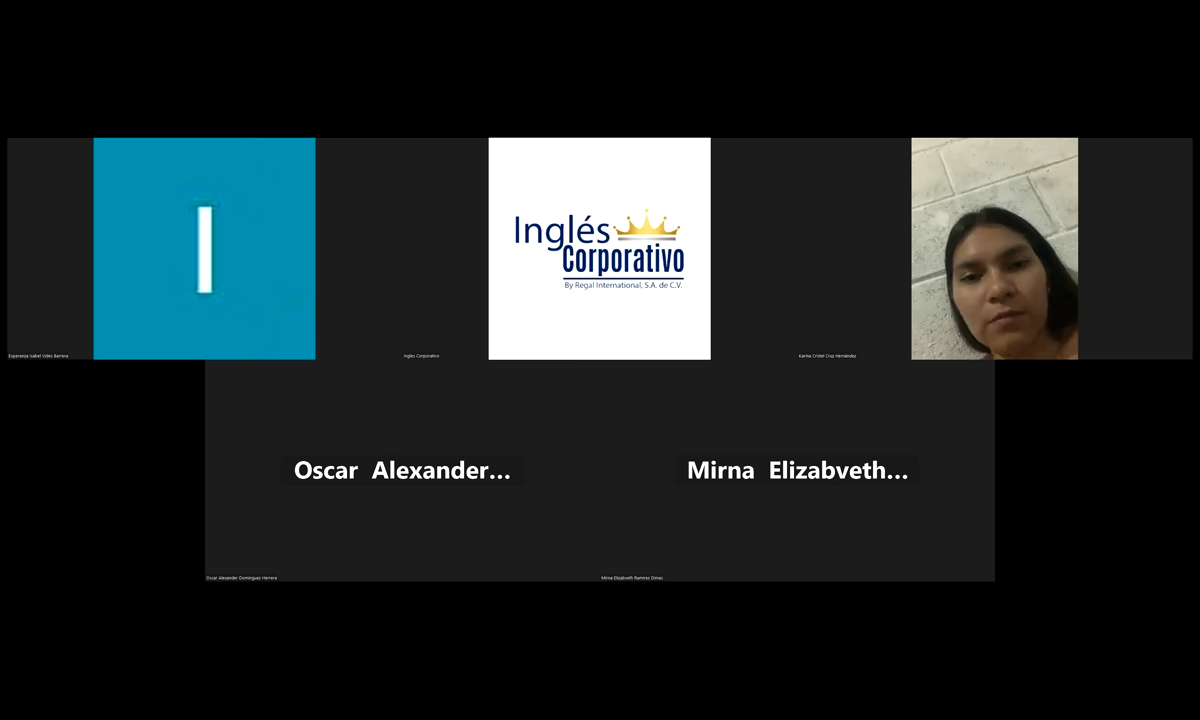 I
Inglés
Corporativo
By Regal International, S.A. de C.V.
Esperanza Isabel Vides Barrera
Ingles Corporativo
Karina Cristel Cruz Hernández
Oscar Alexander...
Mirna Elizabveth...
Oscar Alexander Dominguez Herrera
Mirna Elizabveth Ramirez Dimas